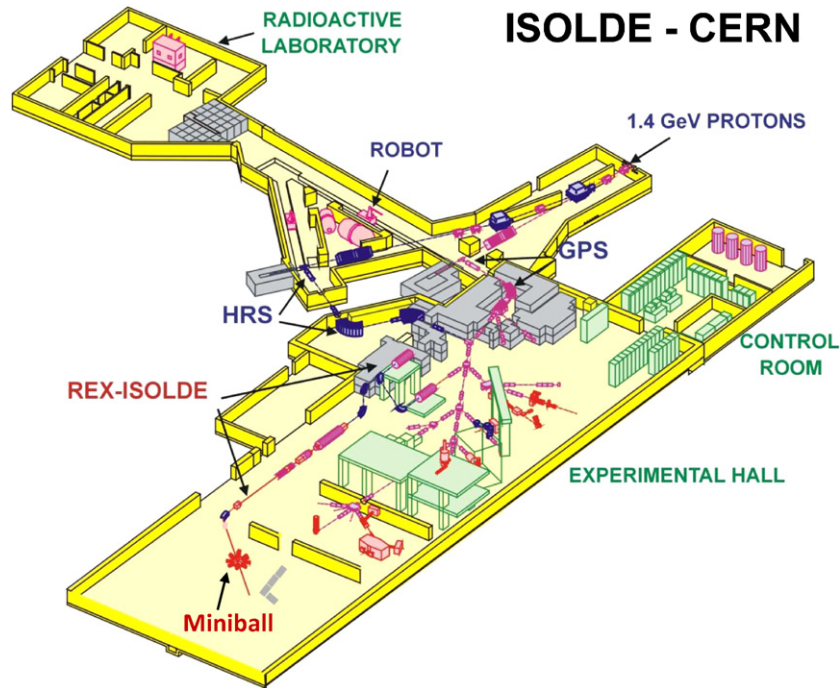 ISOLDE - CERN
RADIOACTIVE
LABORATORY
1.4 GeV PROTONS
ROBOT
GPS
HRS
CONTROL
ROOM
REX-ISOLDE
EXPERIMENTAL HALL
Miniball